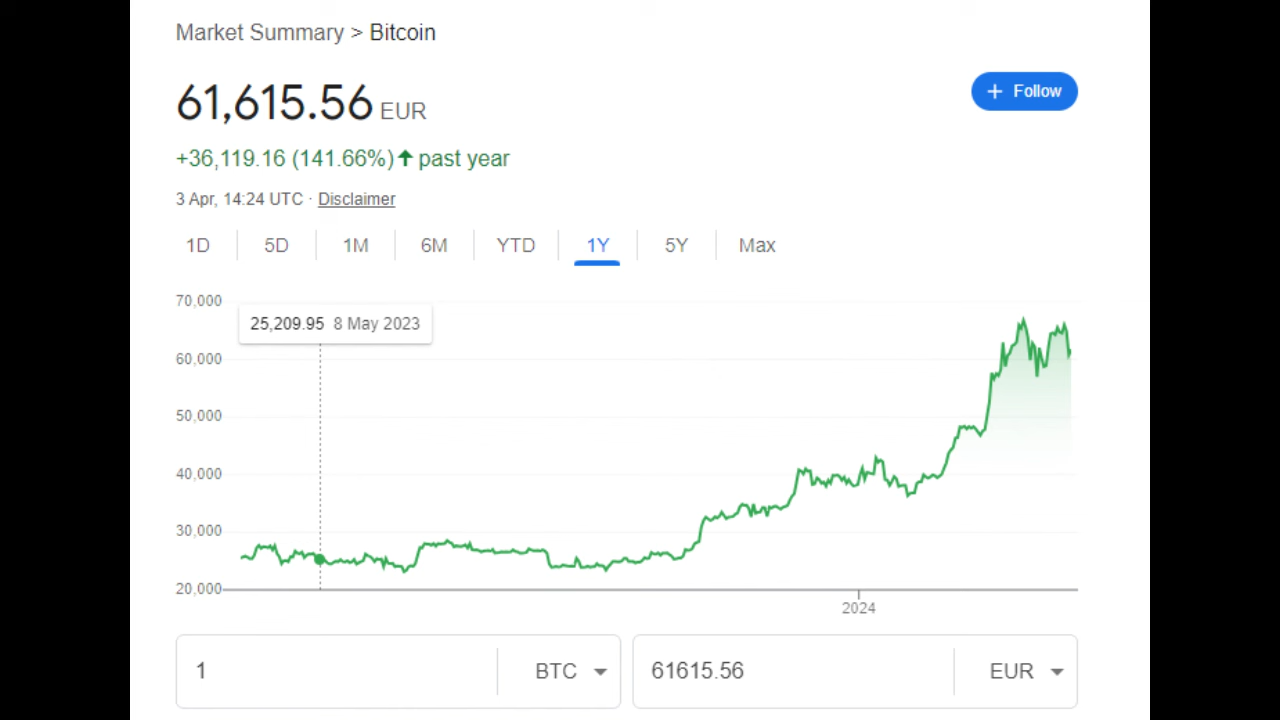 Market Summary > Bitcoin
61,615.56 EUR
+ Follow
+36,119.16 (141.66%)↑ past year
3 Apr, 14:24 UTC · Disclaimer
1D 5D 1M 6M YTD 1Y 5Y Max
70,000
25,209.95 8 May 2023
60,000
50,000
40,000
30,000
20,000
2024
1 BTC 61615.56 EUR